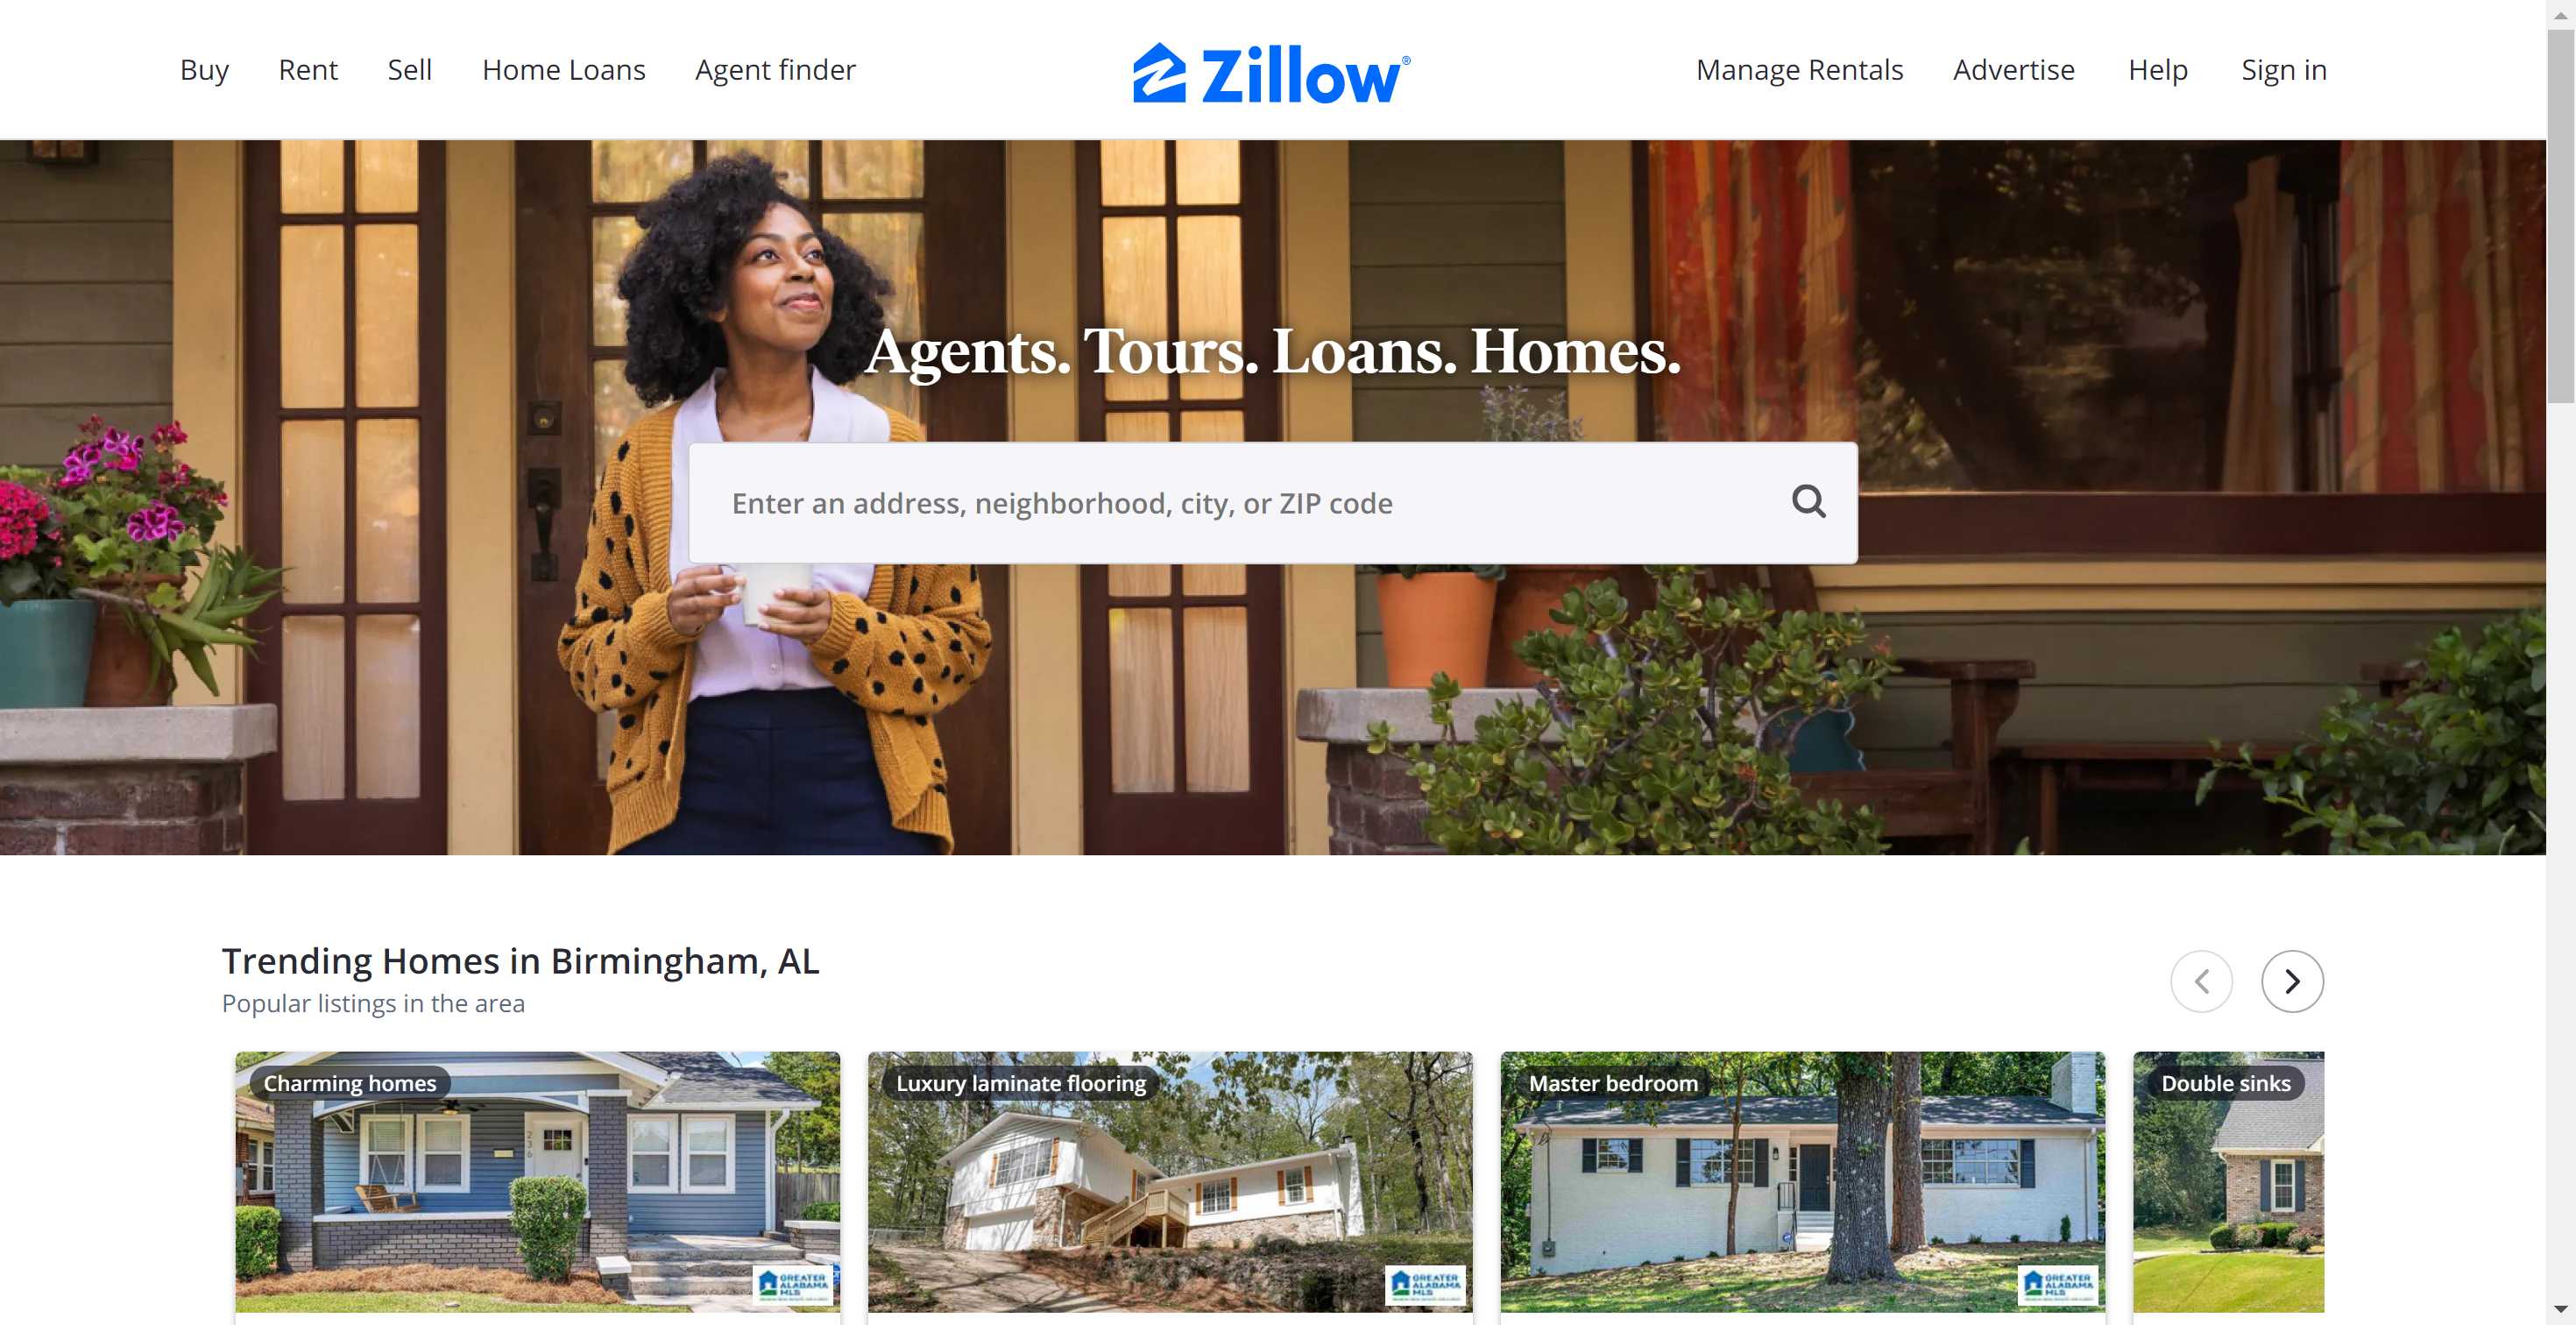 Buy Rent Sell Home Loans Agent finder Zillow® Manage Rentals Advertise Help Sign in
Agents. Tours. Loans. Homes.
Enter an address, neighborhood, city, or ZIP code
Trending Homes in Birmingham, AL
Popular listings in the area
Charming homes
Luxury laminate flooring
Master bedroom
Double sinks
236
GREATER
ALABAMA
MLS
GREATER
ALABAMA
MLS
GREATER
ALABAMA
MLS